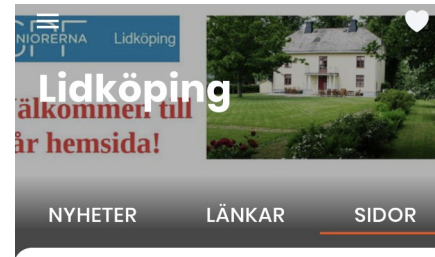 NIORERNA Lidköping
Lidköping
älkommen till
år hemsida!
NYHETER LÄNKAR SIDOR